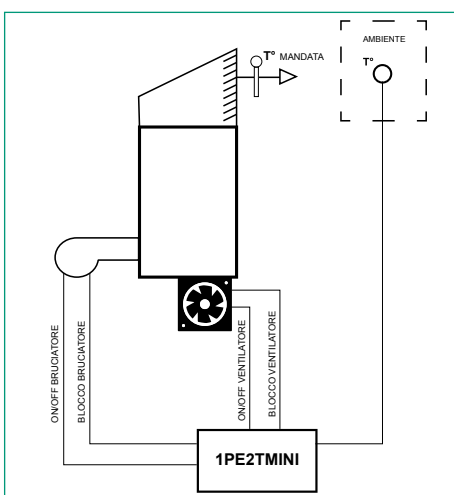 AMBIENTE
T° MANDATA
T°
ON/OFF BRUCIATORE
BLOCCO BRUCIATORE
ON/OFF VENTILATORE
BLOCCO VENTILATORE
1PE2TMINI